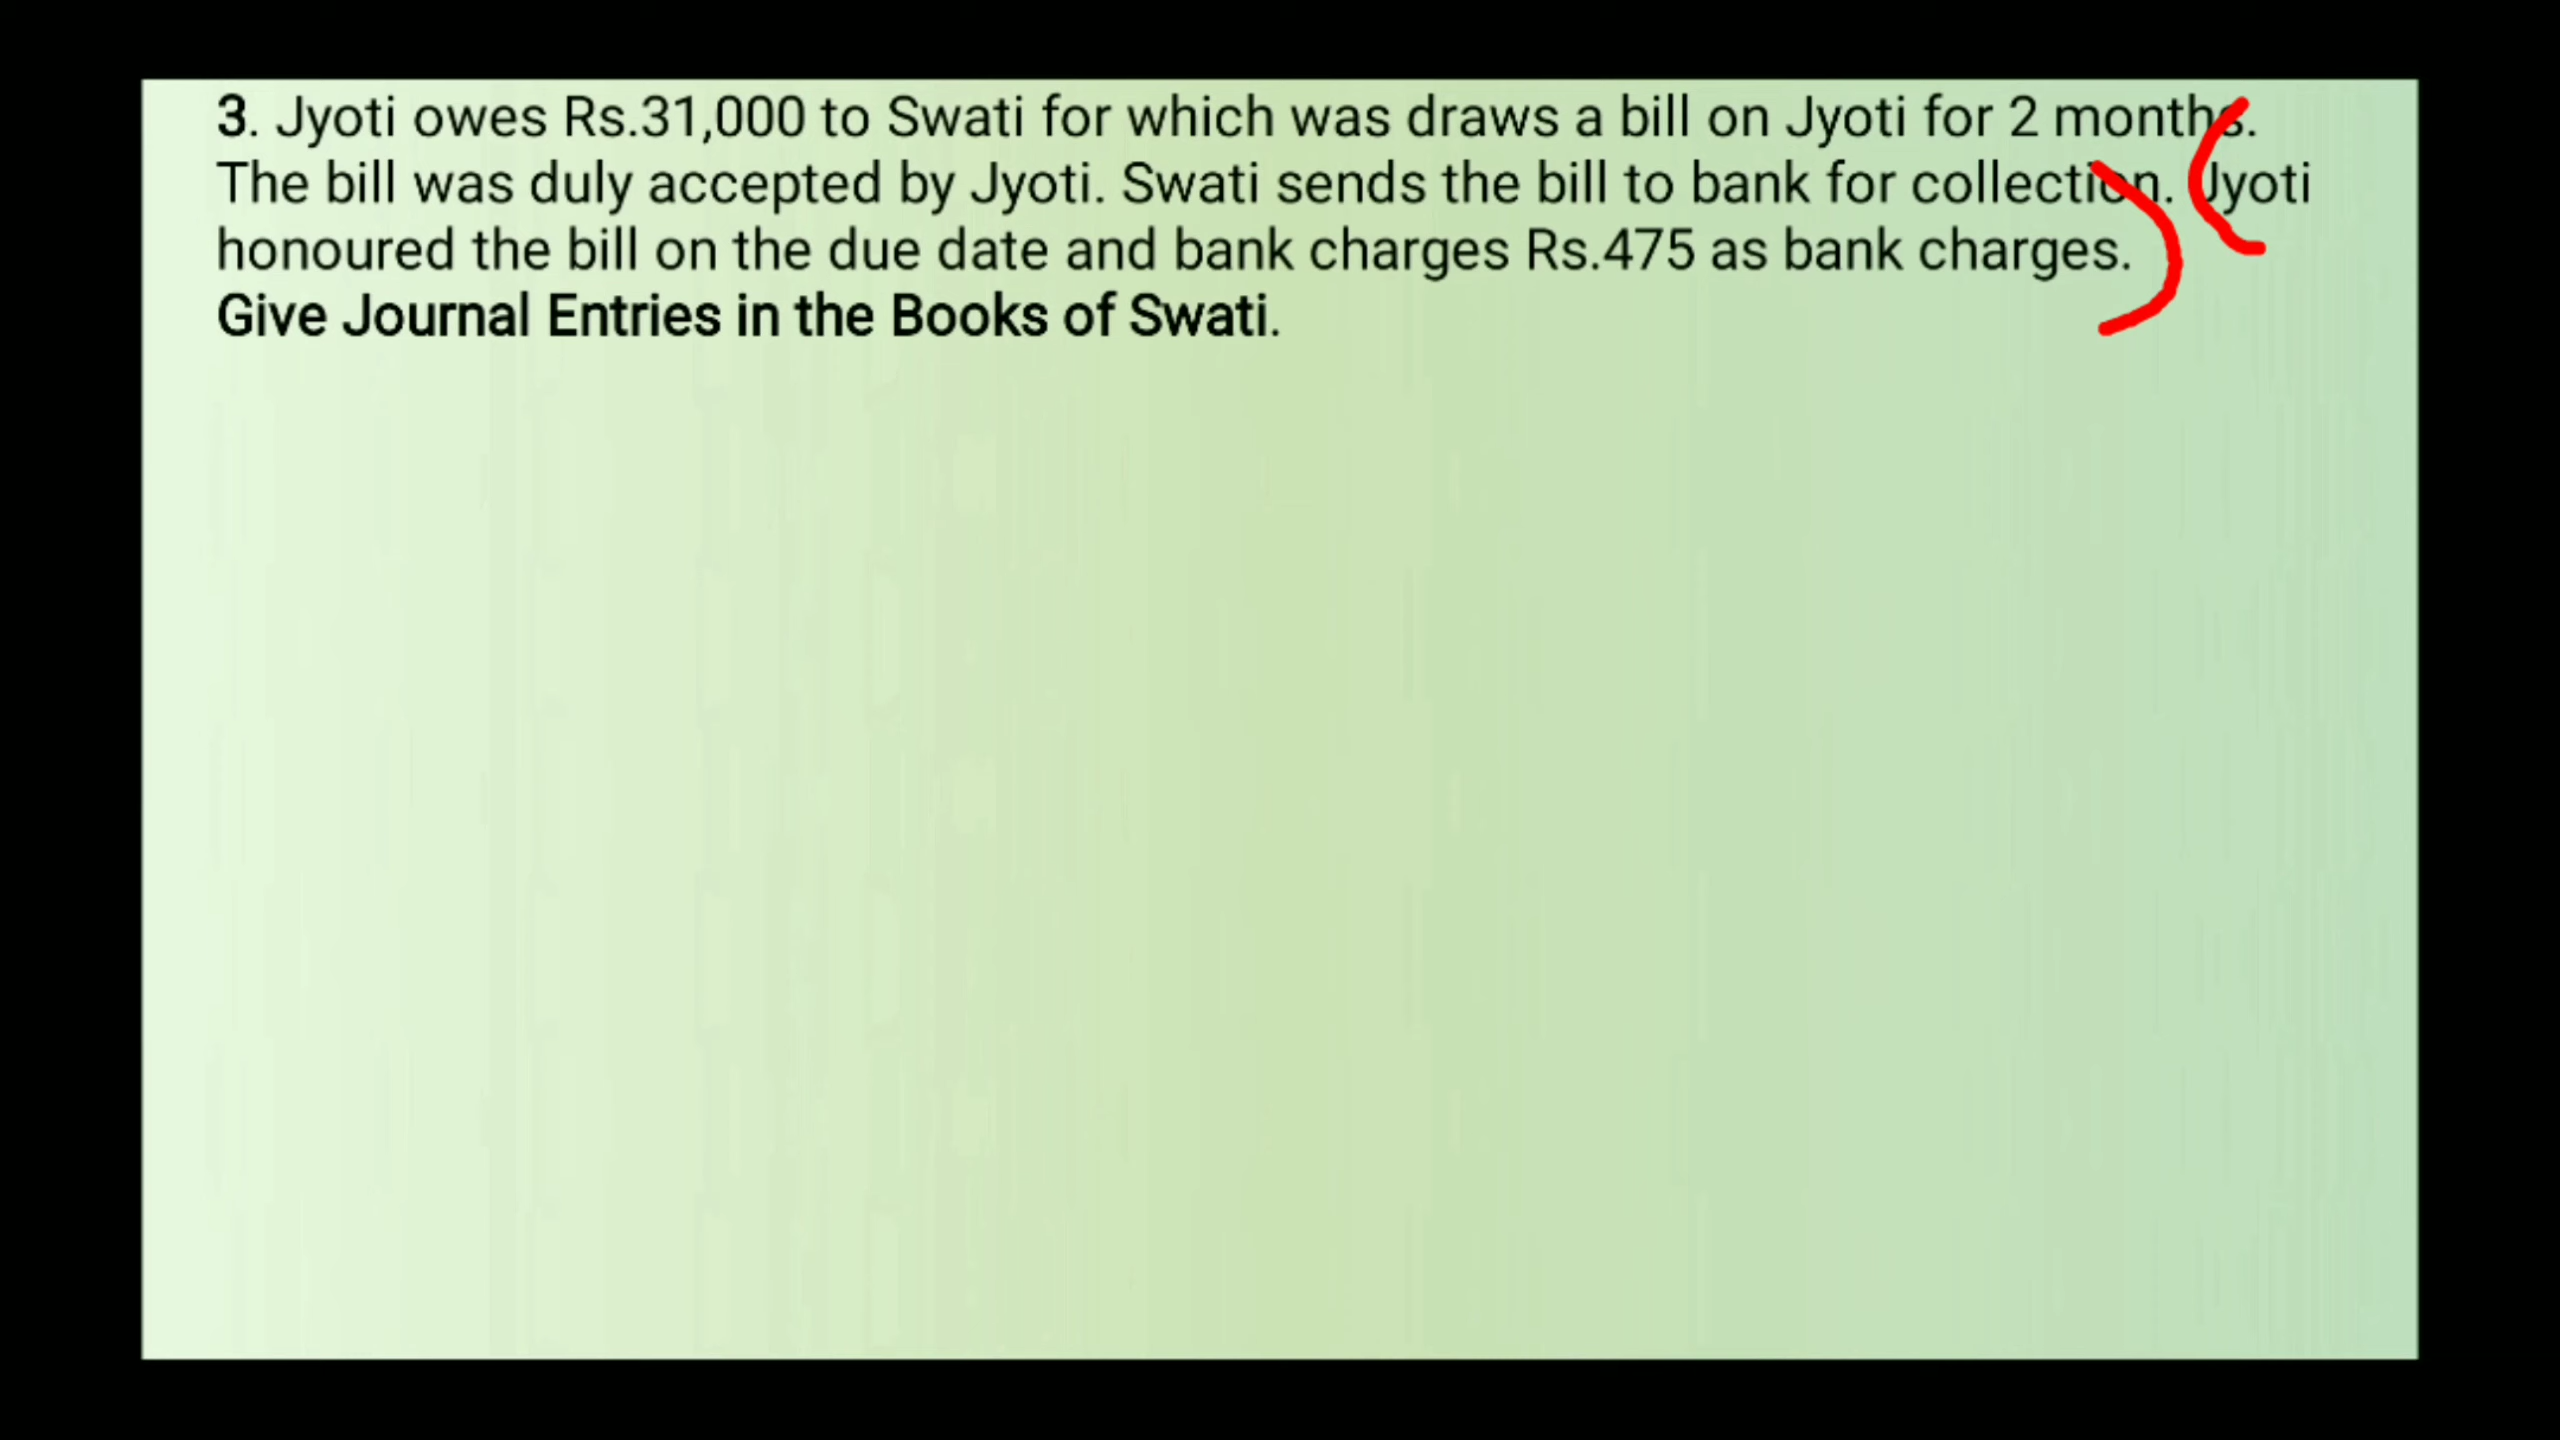 3. Jyoti owes Rs.31,000 to Swati for which was draws a bill on Jyoti for 2 months.
The bill was duly accepted by Jyoti. Swati sends the bill to bank for collection. Jyoti
honoured the bill on the due date and bank charges Rs.475 as bank charges.
Give Journal Entries in the Books of Swati.